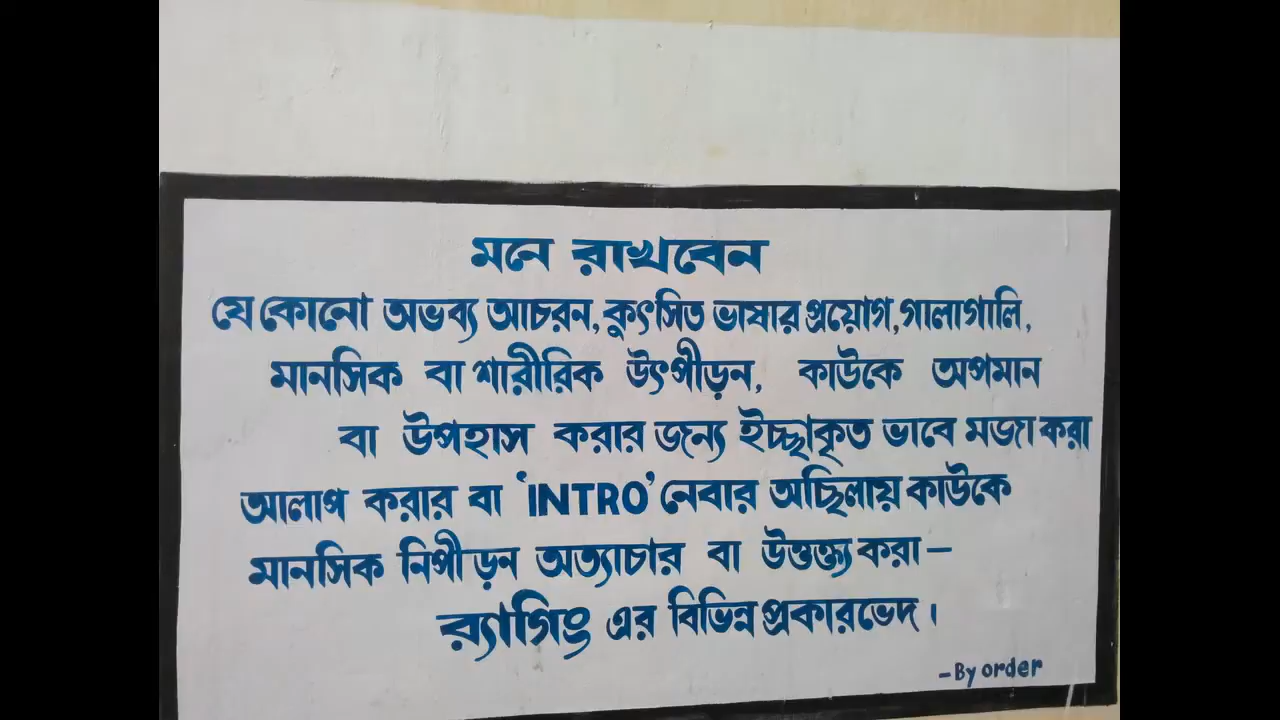 মনে রাখবেন
যে কোনো অভব্য আচরন, কুৎসিত ভাষার প্রয়োগ, গালাগালি,
মানসিক বা শারীরিক উৎপীড়ন, কাউকে অপমান
বা উপহাস করার জন্য ইচ্ছাকৃত ভাবে মজা করা
আলাপ করার বা 'INTRO' নেবার অছিলায় কাউকে
মানসিক নিপীড়ন অত্যাচার বা উত্তক্ত্য করা —
র‍্যাগিং এর বিভিন্ন প্রকারভেদ।
- By order